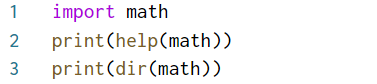 1 import math
2 print(help(math))
3 print(dir(math))